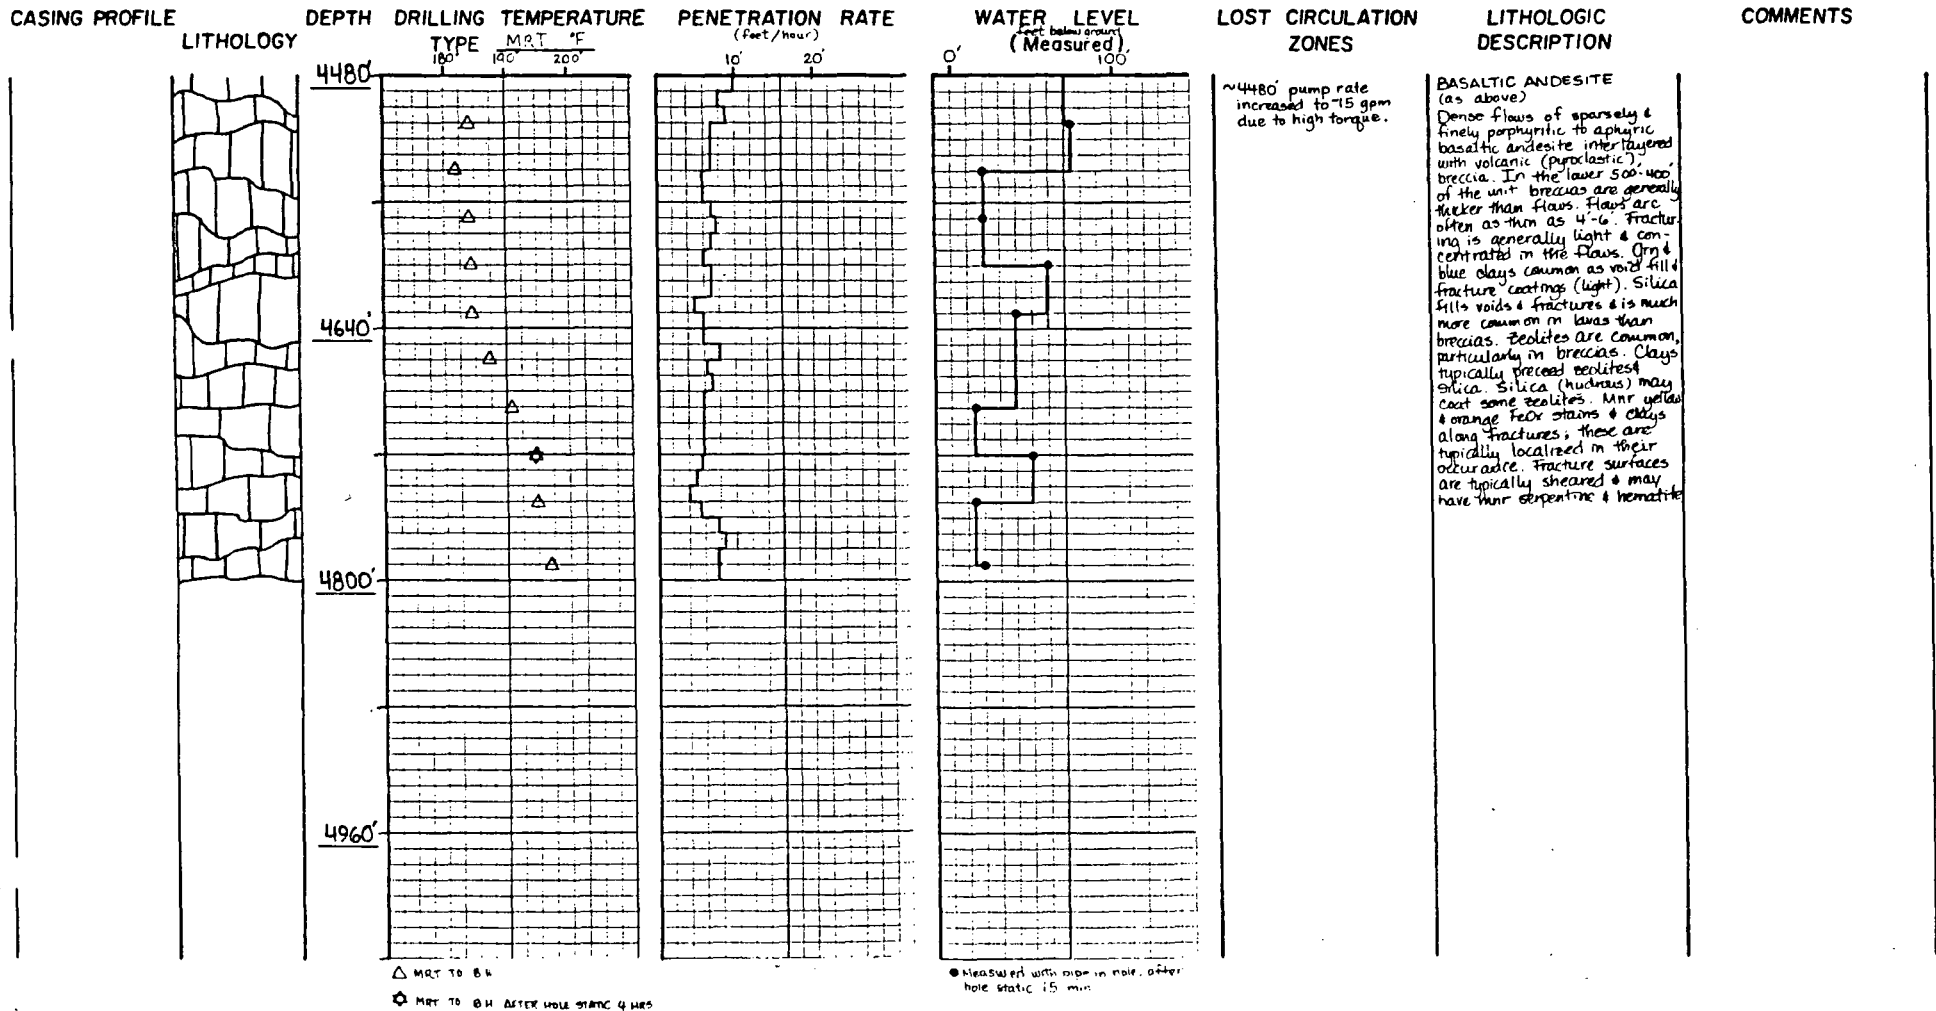 CASING PROFILE
LITHOLOGY
DEPTH
DRILLING TEMPERATURE
TYPE MRT °F
180° 190° 200°
PENETRATION RATE
(feet/hour)
10' 20'
WATER LEVEL
feet below ground
(Measured)
0' 100'
LOST CIRCULATION
ZONES
LITHOLOGIC
DESCRIPTION
COMMENTS
4480'
4640'
4800'
4960'
~4480' pump rate
increased to 15 gpm
due to high torque.
BASALTIC ANDESITE
(as above)
Dense flows of sparsely &
finely porphyritic to aphyric
basaltic andesite interlayered
with volcanic (pyroclastic)
breccia. In the lower 500-400'
of the unit breccias are generally
thicker than flows. Flows are
often as thin as 4'-6'. Fractur-
ing is generally light & con-
centrated in the flows. Grn &
blue clays common as void fill &
fracture coatings (light). Silica
fills voids & fractures & is much
more common in lavas than
breccias. Zeolites are common,
particularly in breccias. Clays
typically preceed zeolites &
silica. Silica (hydrous) may
coat some zeolites. Mnr yellow
& orange FeOx stains & clays
along fractures; these are
typically localized in their
occurance. Fracture surfaces
are typically sheared & may
have mnr serpentine & hematite
△ MRT TO BH
✡ MRT TO BH AFTER HOLE STATIC 4 HRS
● Measured with pipe in hole, after
hole static 15 min